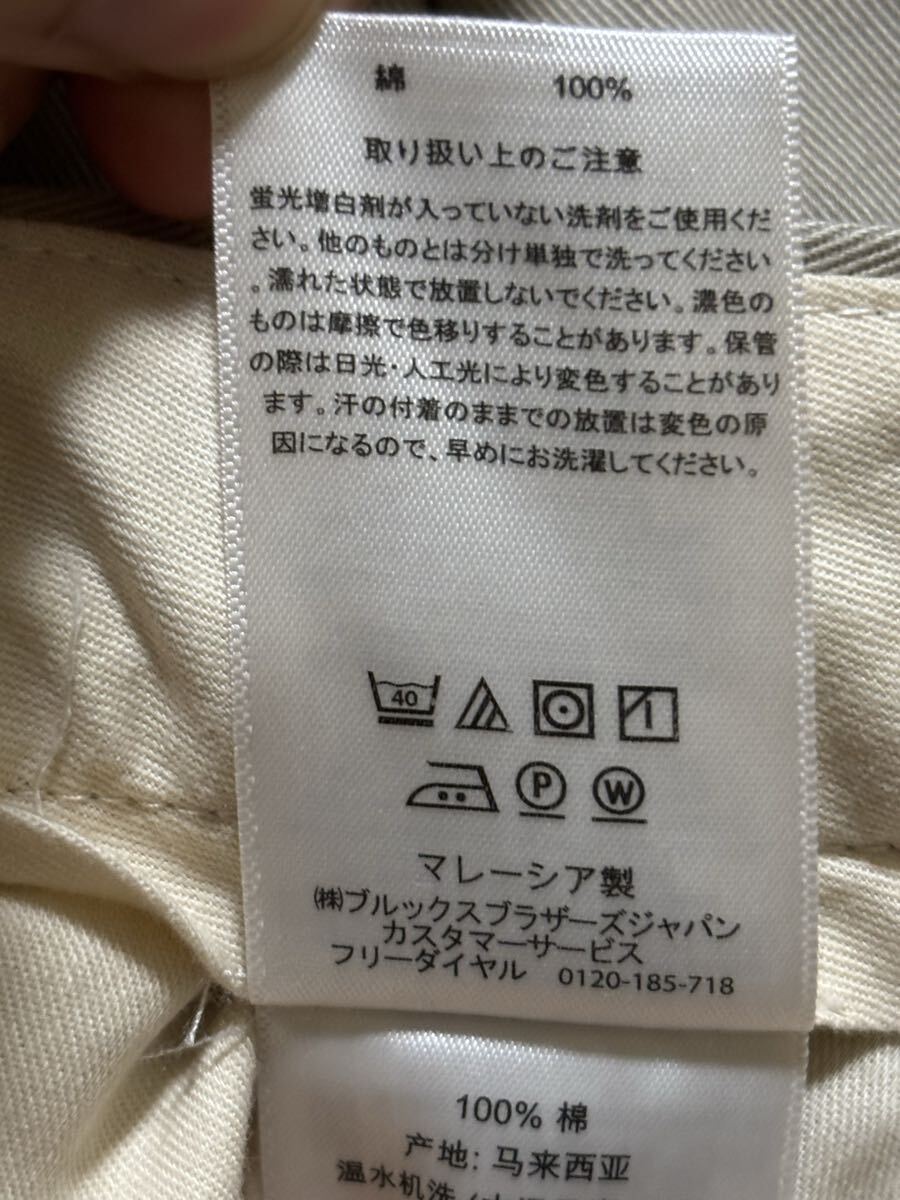 綿 100%
取り扱い上のご注意
蛍光増白剤が入っていない洗剤をご使用くだ
さい。他のものとは分け単独で洗ってください
。濡れた状態で放置しないでください。濃色の
ものは摩擦で色移りすることがあります。保管
の際は日光・人工光により変色することがあり
ます。汗の付着のままでの放置は変色の原
因になるので、早めにお洗濯してください。
40
P W
マレーシア製
㈱ブルックスブラザーズジャパン
カスタマーサービス
フリーダイヤル 0120-185-718
100% 棉
产地: 马来西亚
温水机洗